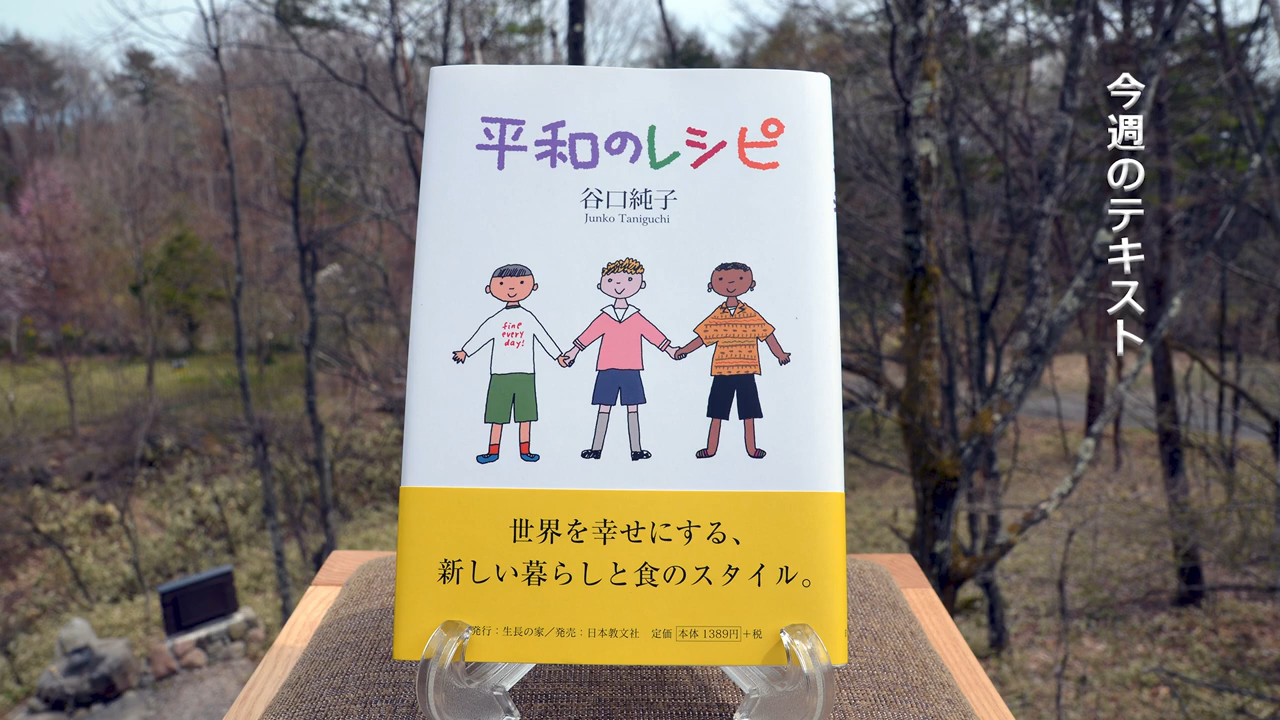 平和のレシピ
谷口純子
Junko Taniguchi
fine
every
day!
世界を幸せにする、
新しい暮らしと食のスタイル。
発行：生長の家／発売：日本教文社 定価 本体 1389円+税
今週のテキスト